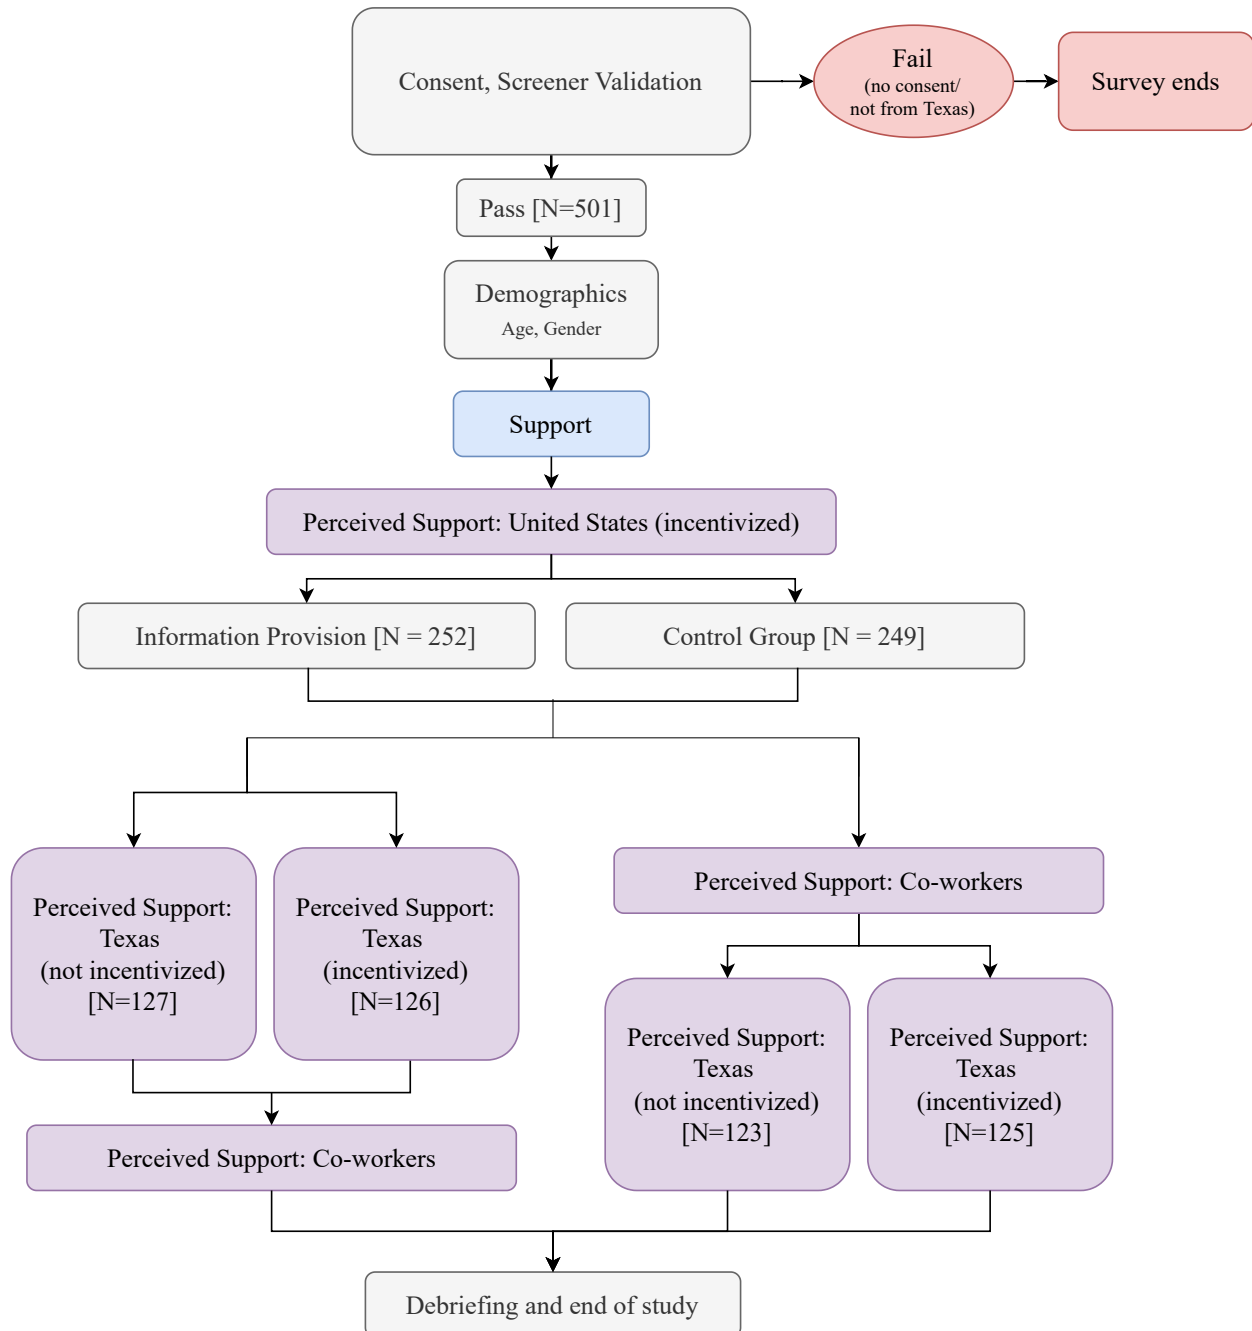 Consent, Screener Validation
Fail
(no consent/
not from Texas)
Survey ends
Pass [N=501]
Demographics
Age, Gender
Support
Perceived Support: United States (incentivized)
Information Provision [N = 252]
Control Group [N = 249]
Perceived Support:
Texas
(not incentivized)
[N=127]
Perceived Support:
Texas
(incentivized)
[N=126]
Perceived Support: Co-workers
Perceived Support: Co-workers
Perceived Support:
Texas
(not incentivized)
[N=123]
Perceived Support:
Texas
(incentivized)
[N=125]
Debriefing and end of study